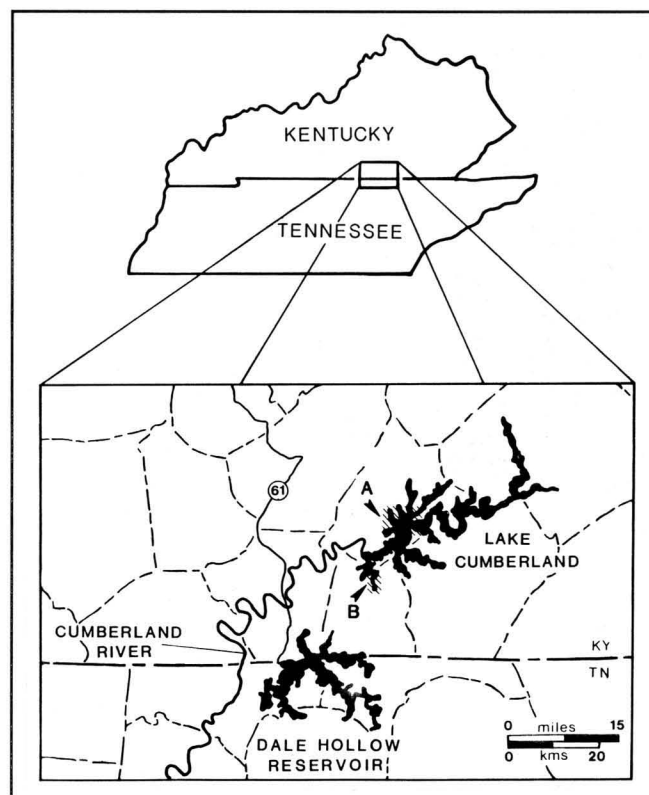 KENTUCKY
TENNESSEE
61
A
LAKE
CUMBERLAND
B
CUMBERLAND
RIVER
KY
TN
DALE HOLLOW
RESERVOIR
0 miles 15
0 kms 20